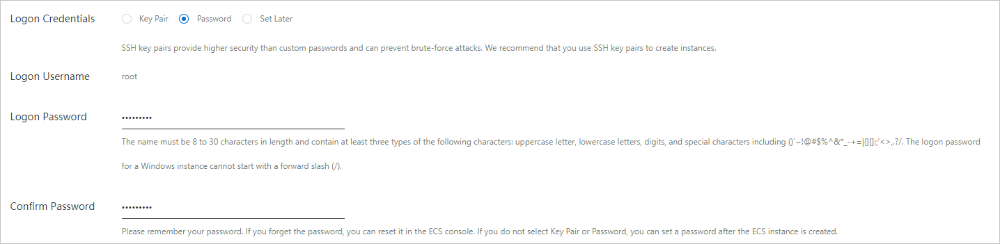 Logon Credentials Key Pair Password Set Later
SSH key pairs provide higher security than custom passwords and can prevent brute-force attacks. We recommend that you use SSH key pairs to create instances.
Logon Username root
Logon Password •••••••••
The name must be 8 to 30 characters in length and contain at least three types of the following characters: uppercase letter, lowercase letters, digits, and special characters including ()`~!@#$%^&*_-+=|{}[]:;'<>,.?/. The logon password
for a Windows instance cannot start with a forward slash (/).
Confirm Password •••••••••
Please remember your password. If you forget the password, you can reset it in the ECS console. If you do not select Key Pair or Password, you can set a password after the ECS instance is created.